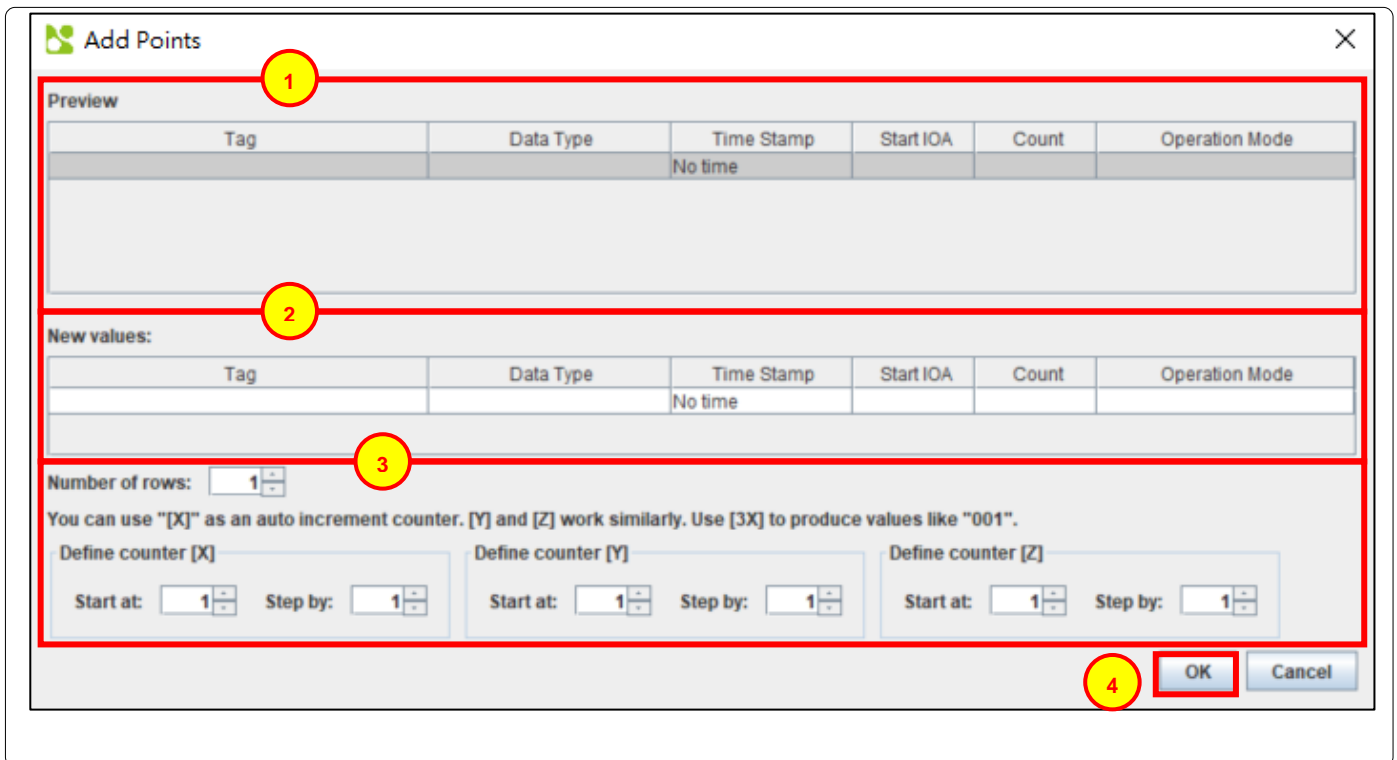 Add Points
1
Preview
Tag Data Type Time Stamp Start IOA Count Operation Mode
No time
2
New values:
Tag Data Type Time Stamp Start IOA Count Operation Mode
No time
3
Number of rows: 1
You can use "[X]" as an auto increment counter. [Y] and [Z] work similarly. Use [3X] to produce values like "001".
Define counter [X] Define counter [Y] Define counter [Z]
Start at: 1 Step by: 1 Start at: 1 Step by: 1 Start at: 1 Step by: 1
4 OK Cancel